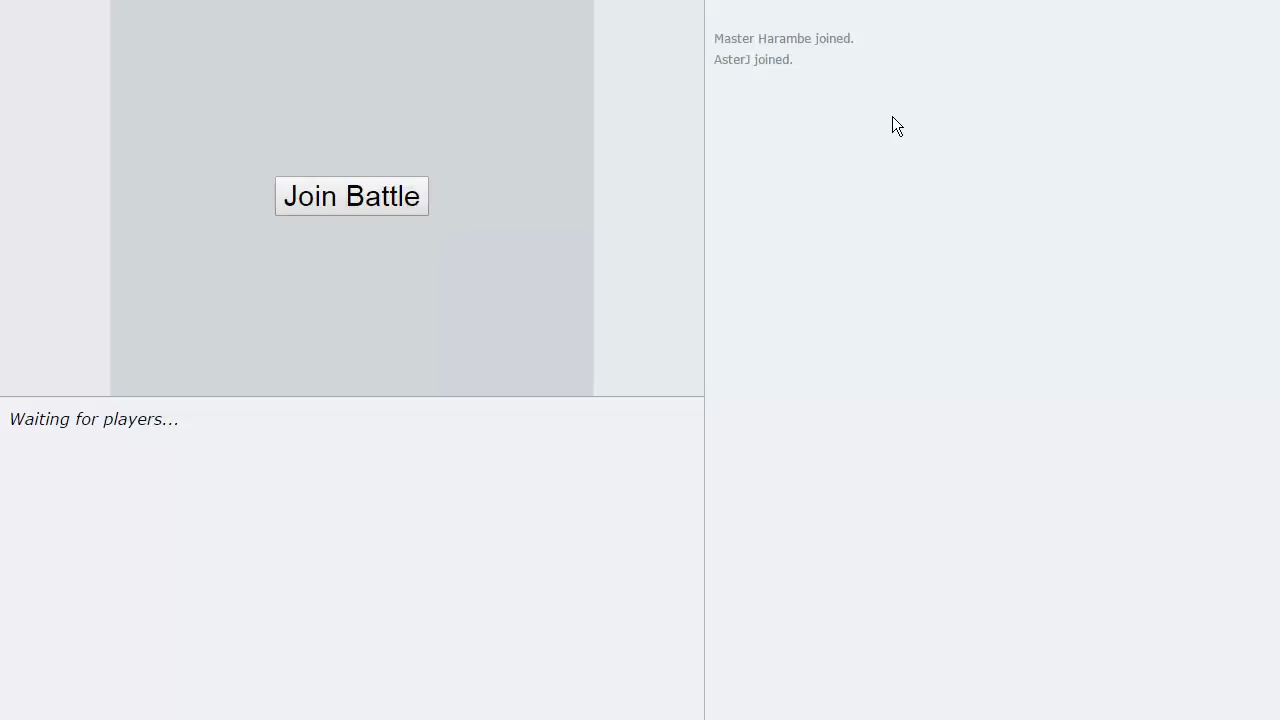 Master Harambe joined.
AsterJ joined.
Join Battle
Waiting for players...